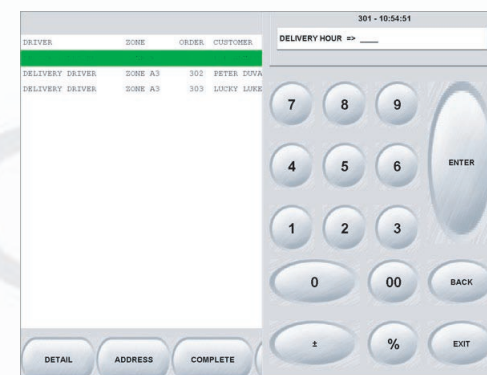 301 - 10:54:51
DELIVERY HOUR => ____
DRIVER ZONE ORDER CUSTOMER
DELIVERY DRIVER ZONE A3 302 PETER DUVA
DELIVERY DRIVER ZONE A3 303 LUCKY LUKE
7 8 9
4 5 6 ENTER
1 2 3
0 00 BACK
± % EXIT
DETAIL ADDRESS COMPLETE